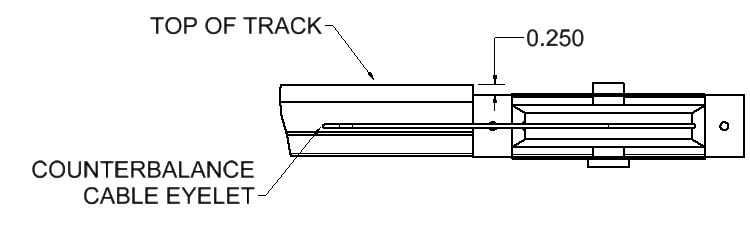 TOP OF TRACK
0.250
COUNTERBALANCE
CABLE EYELET